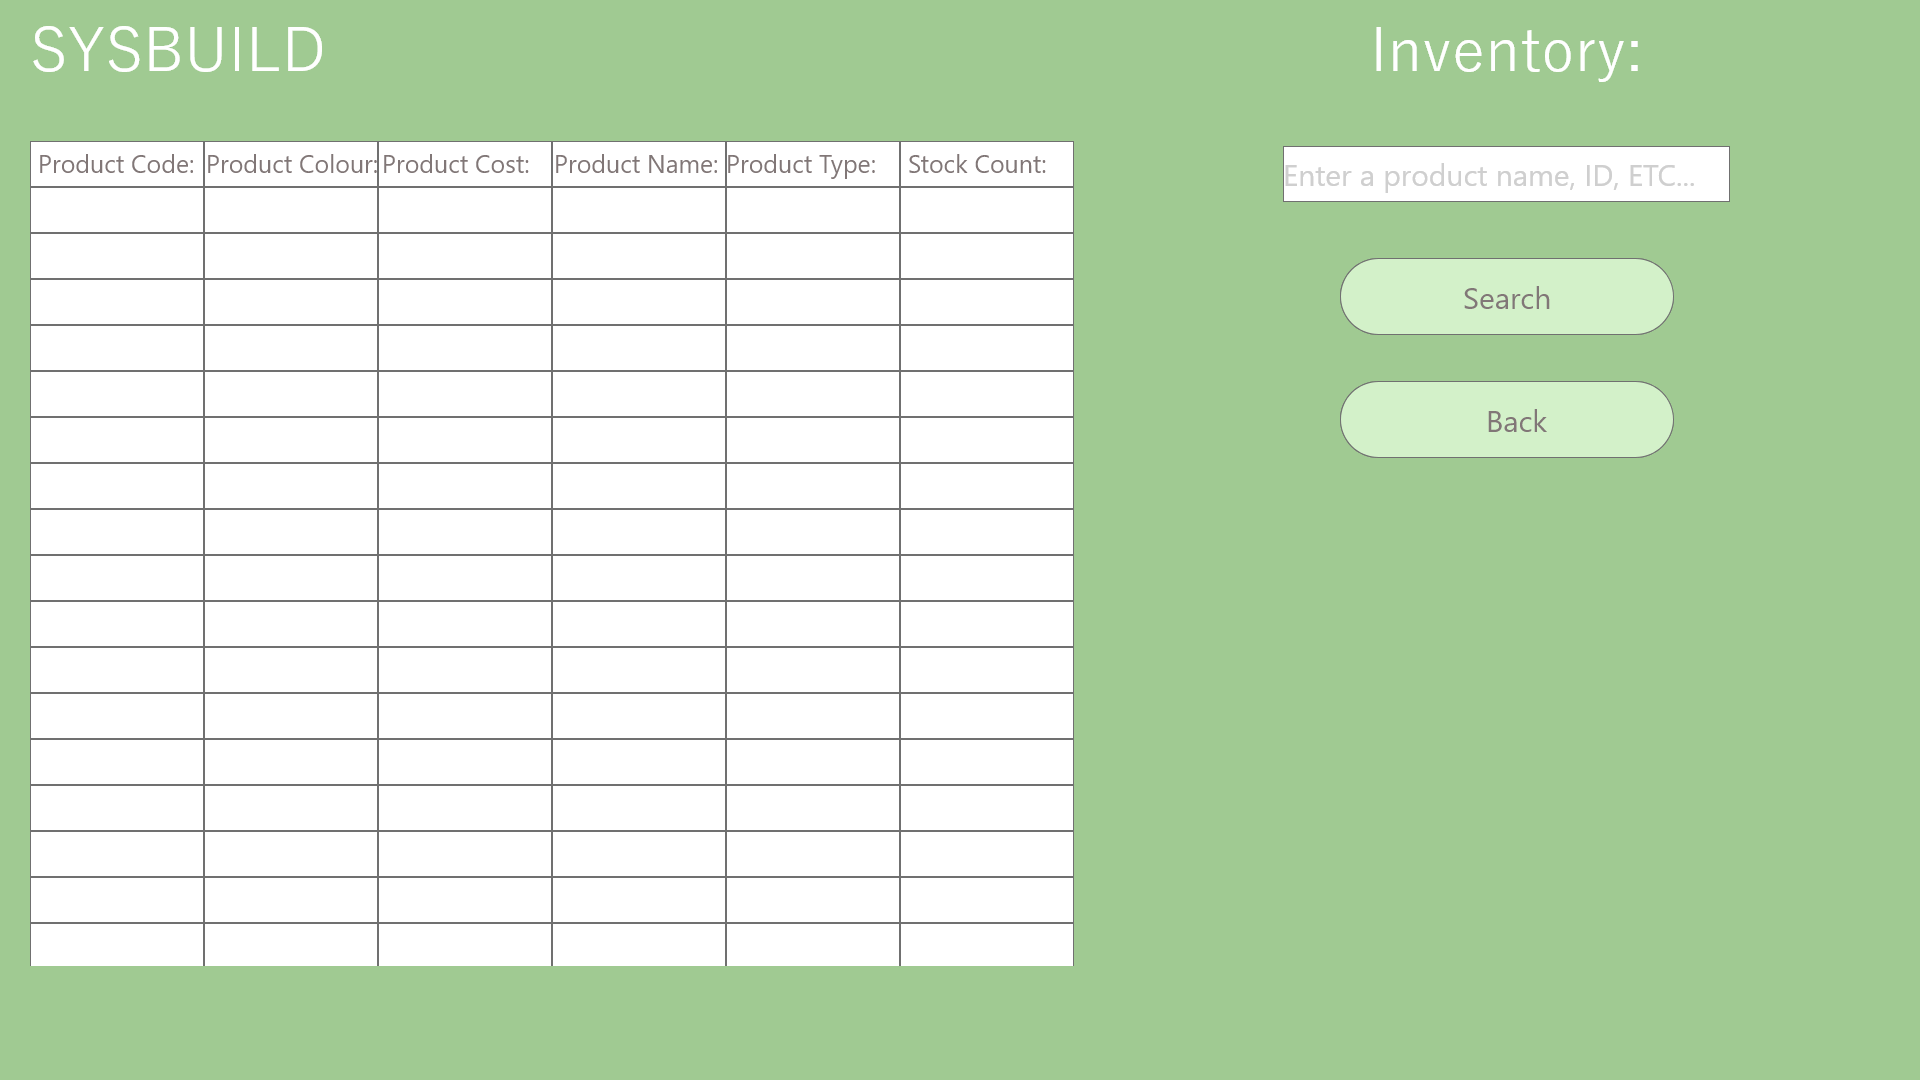 SYSBUILD
Inventory:
Product Code: Product Colour: Product Cost: Product Name: Product Type: Stock Count:
Enter a product name, ID, ETC...
Search
Back